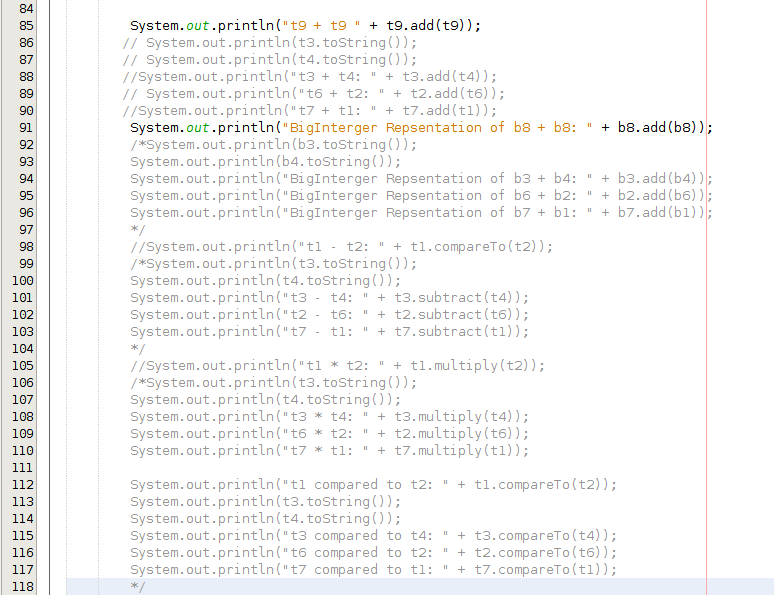 84
85 System.out.println("t9 + t9 " + t9.add(t9));
86 // System.out.println(t3.toString());
87 // System.out.println(t4.toString());
88 //System.out.println("t3 + t4: " + t3.add(t4));
89 // System.out.println("t6 + t2: " + t2.add(t6));
90 //System.out.println("t7 + t1: " + t7.add(t1));
91 System.out.println("BigInterger Repsentation of b8 + b8: " + b8.add(b8));
92 /*System.out.println(b3.toString());
93 System.out.println(b4.toString());
94 System.out.println("BigInterger Repsentation of b3 + b4: " + b3.add(b4));
95 System.out.println("BigInterger Repsentation of b6 + b2: " + b2.add(b6));
96 System.out.println("BigInterger Repsentation of b7 + b1: " + b7.add(b1));
97 */
98 //System.out.println("t1 - t2: " + t1.compareTo(t2));
99 /*System.out.println(t3.toString());
100 System.out.println(t4.toString());
101 System.out.println("t3 - t4: " + t3.subtract(t4));
102 System.out.println("t2 - t6: " + t2.subtract(t6));
103 System.out.println("t7 - t1: " + t7.subtract(t1));
104 */
105 //System.out.println("t1 * t2: " + t1.multiply(t2));
106 /*System.out.println(t3.toString());
107 System.out.println(t4.toString());
108 System.out.println("t3 * t4: " + t3.multiply(t4));
109 System.out.println("t6 * t2: " + t2.multiply(t6));
110 System.out.println("t7 * t1: " + t7.multiply(t1));
111
112 System.out.println("t1 compared to t2: " + t1.compareTo(t2));
113 System.out.println(t3.toString());
114 System.out.println(t4.toString());
115 System.out.println("t3 compared to t4: " + t3.compareTo(t4));
116 System.out.println("t6 compared to t2: " + t2.compareTo(t6));
117 System.out.println("t7 compared to t1: " + t7.compareTo(t1));
118 */